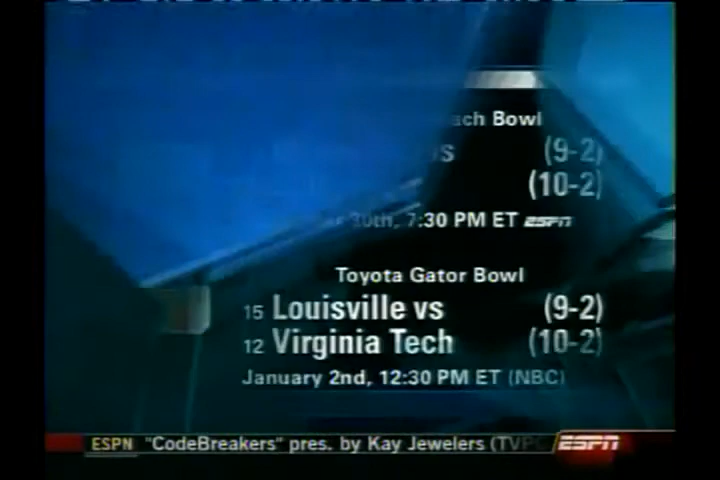 Bowl
(9-2)
(10-2)
30th, 7:30 PM ET ESPN
Toyota Gator Bowl
15 Louisville vs (9-2)
12 Virginia Tech (10-2)
January 2nd, 12:30 PM ET (NBC)
ESPN "CodeBreakers" pres. by Kay Jewelers (TVPG ESPN